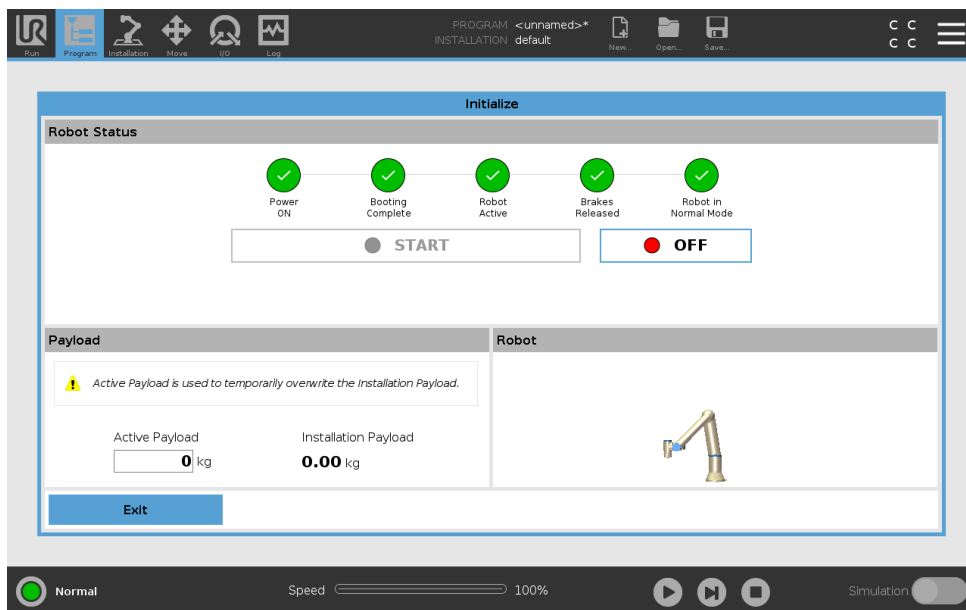 UR
PROGRAM <unnamed>*
INSTALLATION default
C C
C C
Run Program Installation Move I/O Log New... Open... Save...
Initialize
Robot Status
Power ON
Booting Complete
Robot Active
Brakes Released
Robot in Normal Mode
START
OFF
Payload
Robot
Active Payload is used to temporarily overwrite the Installation Payload.
Active Payload
Installation Payload
0 kg
0.00 kg
Exit
Normal
Speed
100%
Simulation